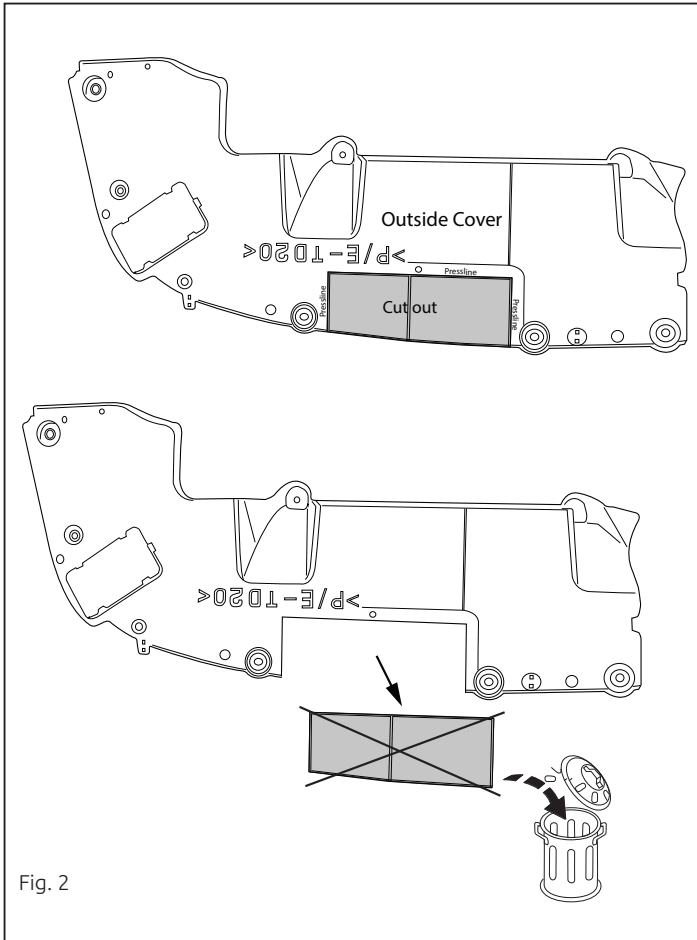 Outside Cover
>P/E-TD20<
Pressline
Pressline
Cut out
Pressline
>P/E-TD20<
Fig. 2